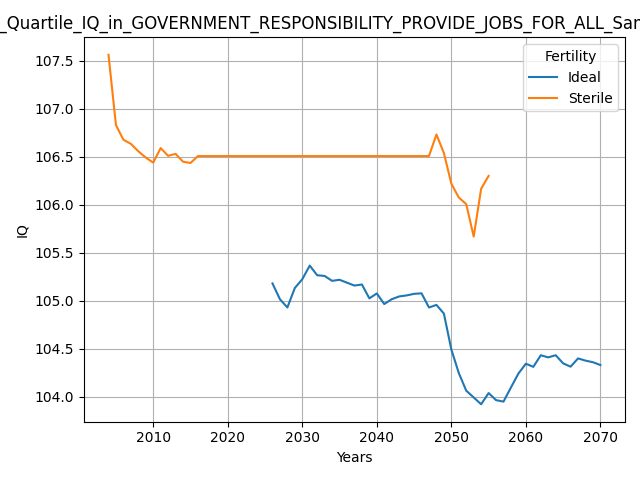 _Quartile_IQ_in_GOVERNMENT_RESPONSIBILITY_PROVIDE_JOBS_FOR_ALL_Sam
Fertility
Ideal
Sterile
107.5
107.0
106.5
106.0
105.5
105.0
104.5
104.0
IQ
2010 2020 2030 2040 2050 2060 2070
Years